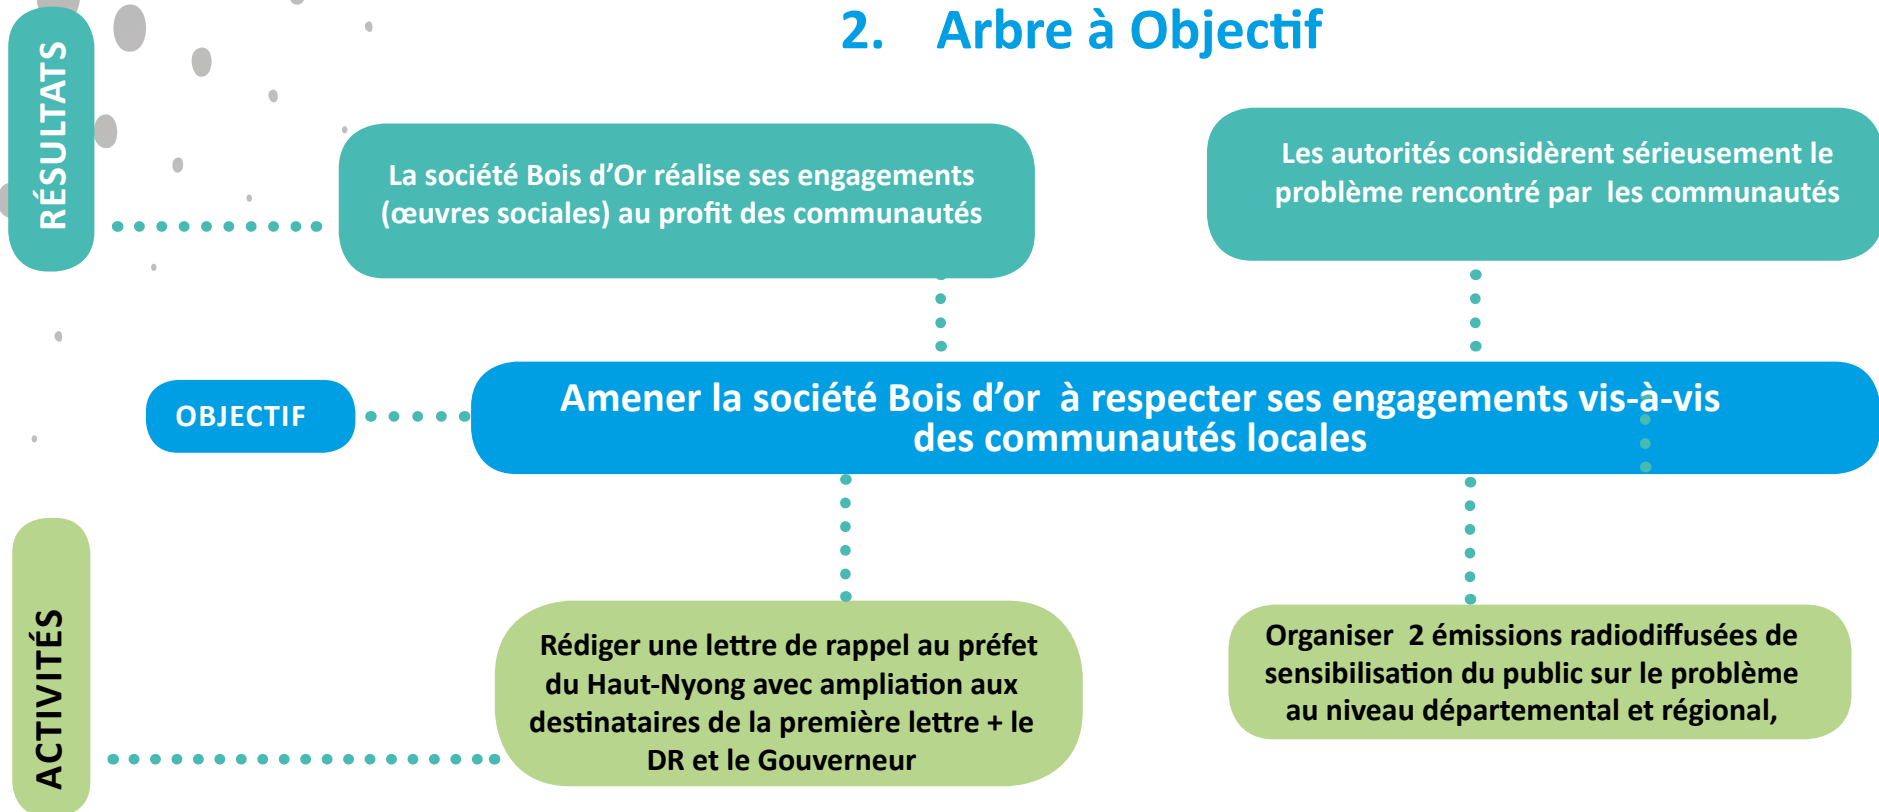 2. Arbre à Objectif
RÉSULTATS
La société Bois d’Or réalise ses engagements
(œuvres sociales) au profit des communautés
Les autorités considèrent sérieusement le
problème rencontré par les communautés
OBJECTIF
Amener la société Bois d’or à respecter ses engagements vis-à-vis
des communautés locales
ACTIVITÉS
Rédiger une lettre de rappel au préfet
du Haut-Nyong avec ampliation aux
destinataires de la première lettre + le
DR et le Gouverneur
Organiser 2 émissions radiodiffusées de
sensibilisation du public sur le problème
au niveau départemental et régional,